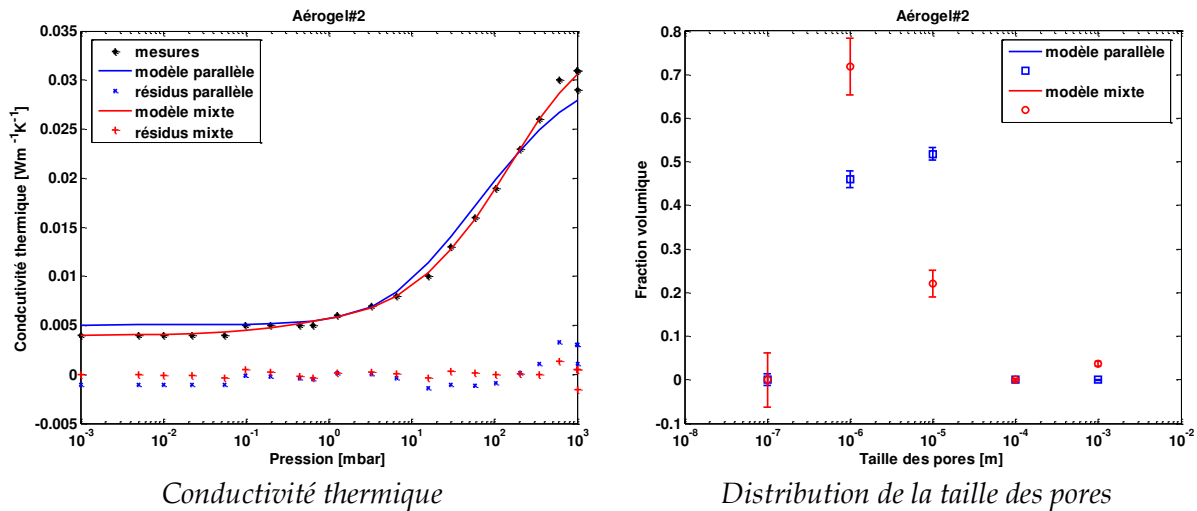 Aérogel#2
0.035
0.03
0.025
0.02
0.015
0.01
0.005
0
-0.005
Condcutivité thermique [Wm⁻¹K⁻¹]
mesures
modèle parallèle
résidus parallèle
modèle mixte
résidus mixte
10⁻³ 10⁻² 10⁻¹ 10⁰ 10¹ 10² 10³
Pression [mbar]
Conductivité thermique
Aérogel#2
0.8
0.7
0.6
0.5
0.4
0.3
0.2
0.1
0
-0.1
Fraction volumique
modèle parallèle
modèle mixte
10⁻⁸ 10⁻⁷ 10⁻⁶ 10⁻⁵ 10⁻⁴ 10⁻³ 10⁻²
Taille des pores [m]
Distribution de la taille des pores